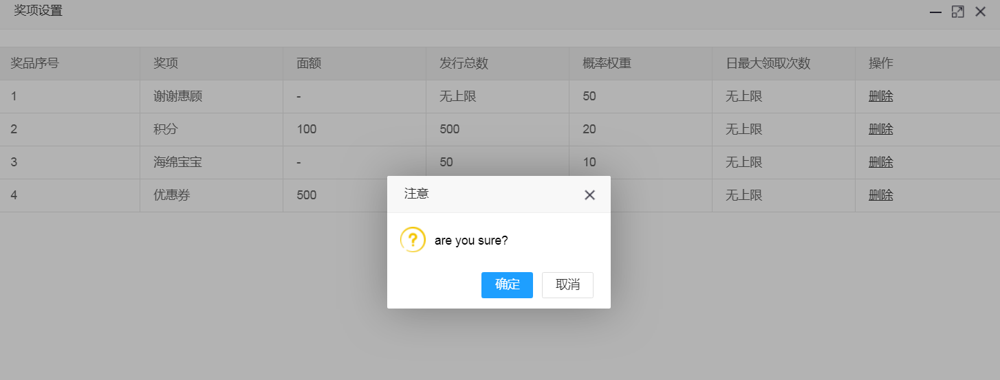 奖项设置
奖品序号 奖项 面额 发行总数 概率权重 日最大领取次数 操作
1 谢谢惠顾 - 无上限 50 无上限 删除
2 积分 100 500 20 无上限 删除
3 海绵宝宝 - 50 10 无上限 删除
4 优惠券 500 无上限 删除
注意
are you sure?
确定 取消